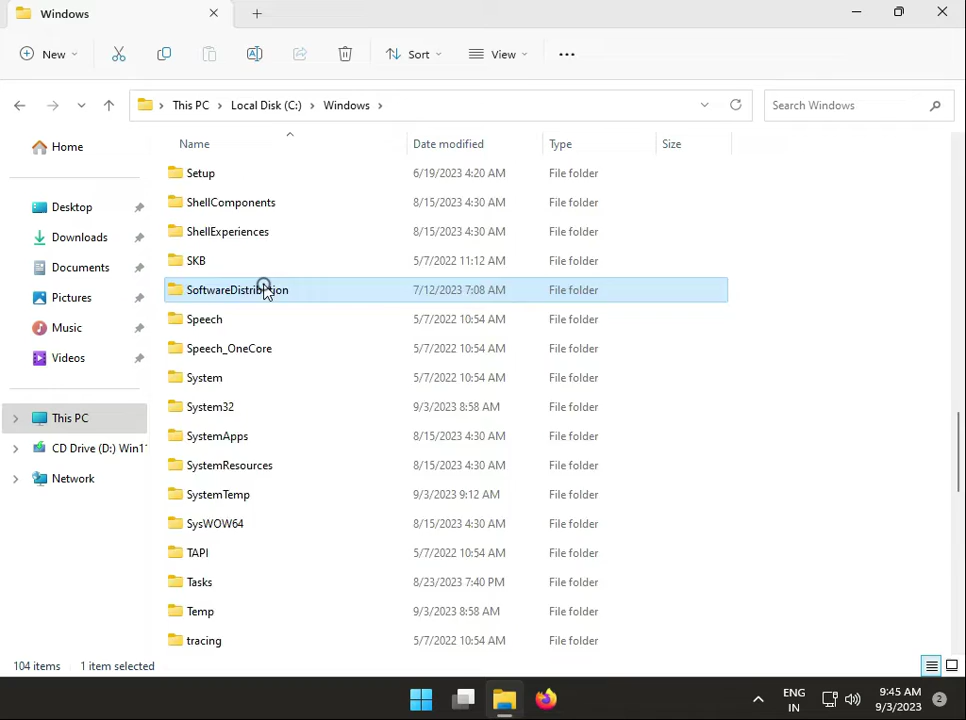 Windows
New
Sort
View
This PC > Local Disk (C:) > Windows >
Search Windows
Home
Desktop
Downloads
Documents
Pictures
Music
Videos
This PC
CD Drive (D:) Win1
Network
Name Date modified Type Size
Setup 6/19/2023 4:20 AM File folder
ShellComponents 8/15/2023 4:30 AM File folder
ShellExperiences 8/15/2023 4:30 AM File folder
SKB 5/7/2022 11:12 AM File folder
SoftwareDistribution 7/12/2023 7:08 AM File folder
Speech 5/7/2022 10:54 AM File folder
Speech_OneCore 5/7/2022 10:54 AM File folder
System 5/7/2022 10:54 AM File folder
System32 9/3/2023 8:58 AM File folder
SystemApps 8/15/2023 4:30 AM File folder
SystemResources 8/15/2023 4:30 AM File folder
SystemTemp 9/3/2023 9:12 AM File folder
SysWOW64 8/15/2023 4:30 AM File folder
TAPI 5/7/2022 10:54 AM File folder
Tasks 8/23/2023 7:40 PM File folder
Temp 9/3/2023 8:58 AM File folder
tracing 5/7/2022 10:54 AM File folder
104 items 1 item selected
ENG
IN
9:45 AM
9/3/2023
2